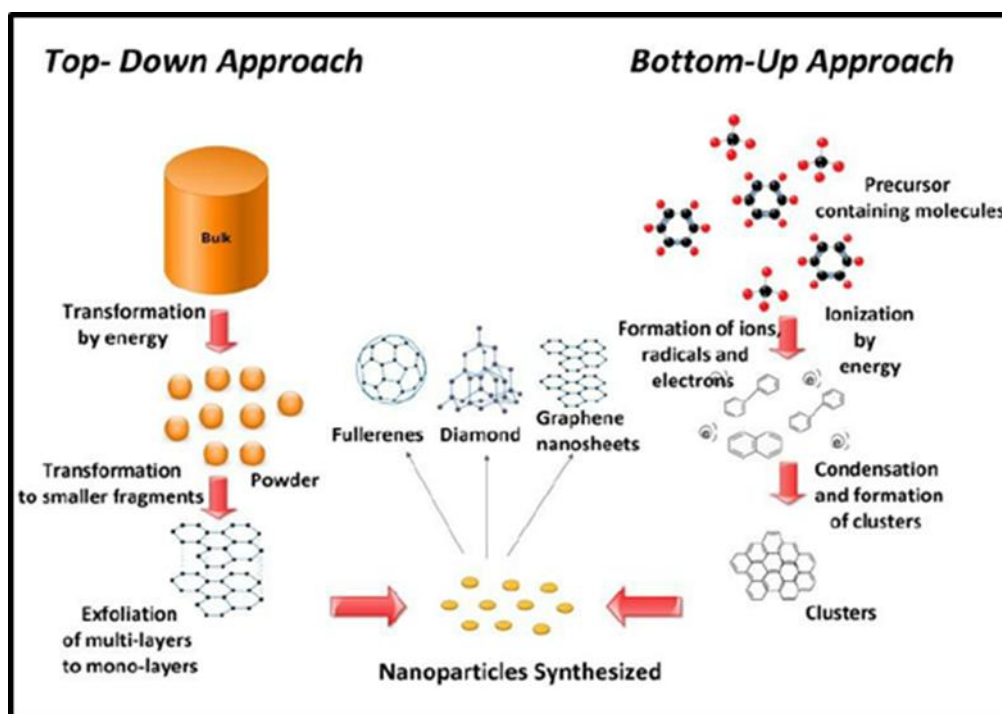 Top- Down Approach
Bulk
Transformation
by energy
Powder
Transformation
to smaller fragments
Exfoliation
of multi-layers
to mono-layers
Fullerenes
Diamond
Graphene
nanosheets
Nanoparticles Synthesized
Bottom-Up Approach
Precursor
containing molecules
Formation of ions,
radicals and
electrons
Ionization
by
energy
e
e
e
e
Condensation
and formation
of clusters
Clusters